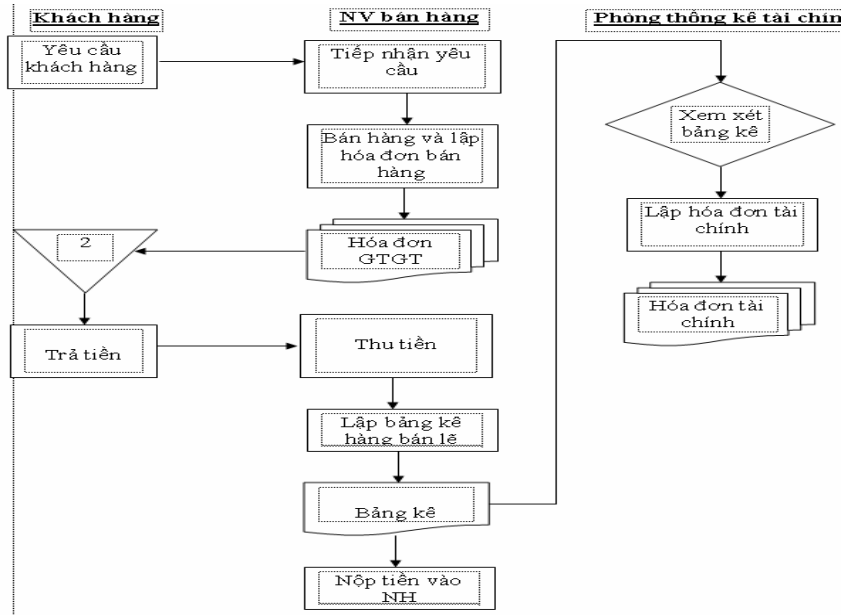 Khách hàng
NV bán hàng
Phòng thống kê tài chín
Yêu cầu
khách hàng
Tiếp nhận yêu
cầu
Xem xét
bảng kê
Bán hàng và lập
hóa đơn bán
hàng
Lập hóa đơn tài
chính
2
Hóa đơn
GTGT
Hóa đơn tài
chính
Trả tiền
Thu tiền
Lập bảng kê
hàng bán lẽ
Bảng kê
Nộp tiền vào
NH